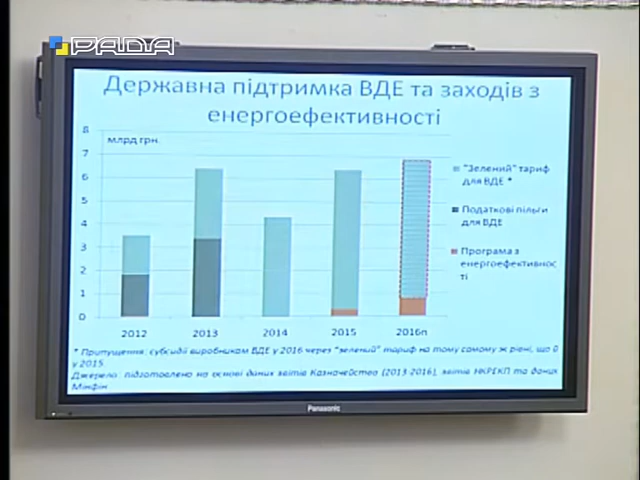 РАДА
Державна підтримка ВДЕ та заходів з
енергоефективності
8
млрд грн.
7
6
5
4
3
2
1
0
2012
2013
2014
2015
2016п
"Зелений" тариф
для ВДЕ *
Податкові пільги
для ВДЕ
Програма з
енергоефективнос
ті
* Припущення: субсидії виробникам ВДЕ у 2016 через "зелений" тариф на тому самому ж рівні, що й
у 2015.
Джерело: підготовлено на основі даних звітів Казначейства (2013-2016), звітів НКРЕКП та даних
Мінфін
Panasonic